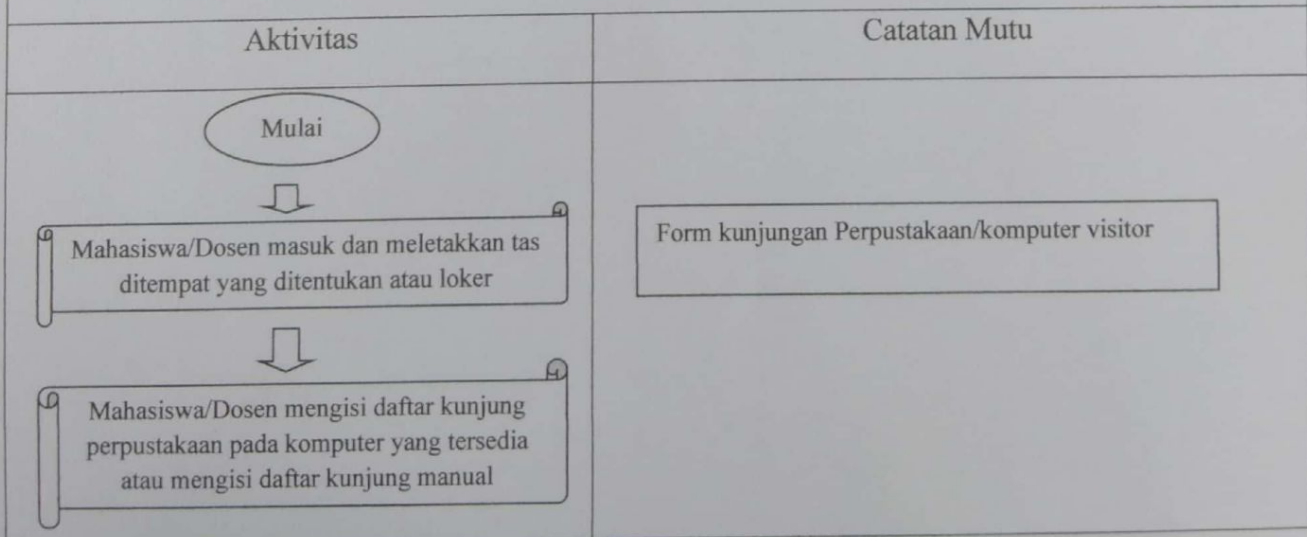 Aktivitas
Catatan Mutu
Mulai
Mahasiswa/Dosen masuk dan meletakkan tas
ditempat yang ditentukan atau loker
Form kunjungan Perpustakaan/komputer visitor
Mahasiswa/Dosen mengisi daftar kunjung
perpustakaan pada komputer yang tersedia
atau mengisi daftar kunjung manual